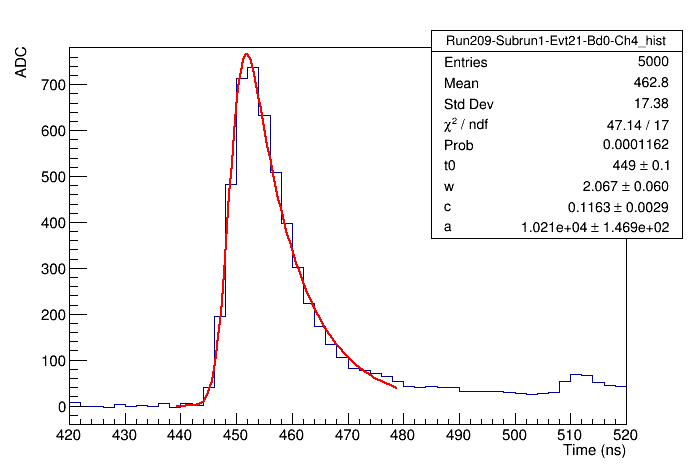 Run209-Subrun1-Evt21-Bd0-Ch4_hist
Entries 5000
Mean 462.8
Std Dev 17.38
χ² / ndf 47.14 / 17
Prob 0.0001162
t0 449 ± 0.1
w 2.067 ± 0.060
c 0.1163 ± 0.0029
a 1.021e+04 ± 1.469e+02
ADC
700
600
500
400
300
200
100
0
420 430 440 450 460 470 480 490 500 510 520
Time (ns)